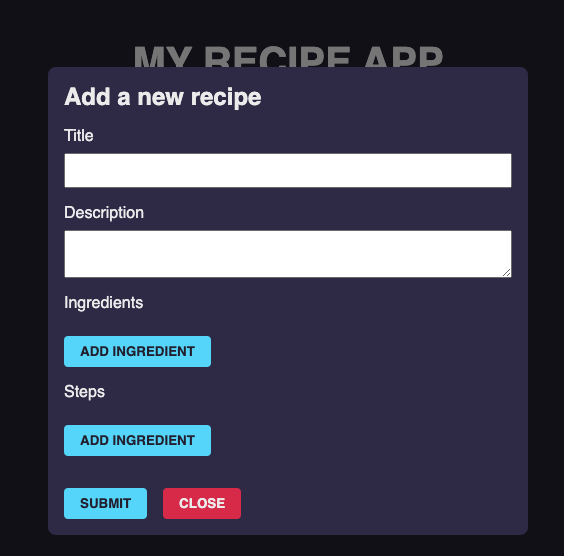 MY RECIPE APP
Add a new recipe
Title
Description
Ingredients
ADD INGREDIENT
Steps
ADD INGREDIENT
SUBMIT CLOSE